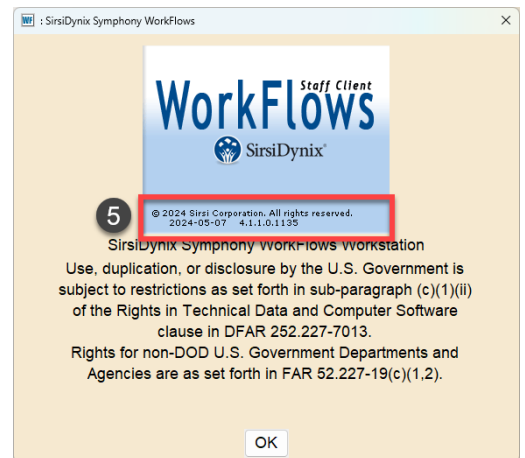 WF : SirsiDynix Symphony WorkFlows
Staff Client
WorkFlows
SirsiDynix®
5
© 2024 Sirsi Corporation. All rights reserved.
2024-05-07 4.1.1.0.1135
SirsiDynix Symphony WorkFlows Workstation
Use, duplication, or disclosure by the U.S. Government is
subject to restrictions as set forth in sub-paragraph (c)(1)(ii)
of the Rights in Technical Data and Computer Software
clause in DFAR 252.227-7013.
Rights for non-DOD U.S. Government Departments and
Agencies are as set forth in FAR 52.227-19(c)(1,2).
OK